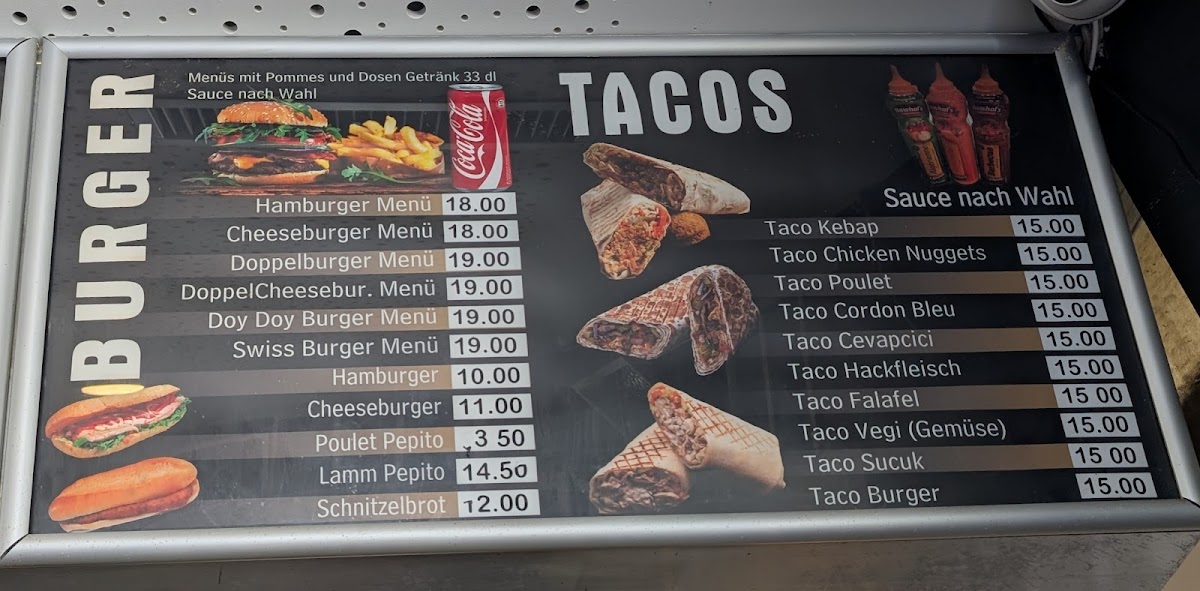 BURGER
Menüs mit Pommes und Dosen Getränk 33 dl
Sauce nach Wahl
Coca-Cola
Hamburger Menü 18.00
Cheeseburger Menü 18.00
Doppelburger Menü 19.00
DoppelCheesebur. Menü 19.00
Doy Doy Burger Menü 19.00
Swiss Burger Menü 19.00
Hamburger 10.00
Cheeseburger 11.00
Poulet Pepito 3 50
Lamm Pepito 14.50
Schnitzelbrot 12.00
TACOS
Sauce nach Wahl
Taco Kebap 15.00
Taco Chicken Nuggets 15.00
Taco Poulet 15.00
Taco Cordon Bleu 15.00
Taco Cevapcici 15.00
Taco Hackfleisch 15.00
Taco Falafel 15 00
Taco Vegi (Gemüse) 15.00
Taco Sucuk 15 00
Taco Burger 15.00